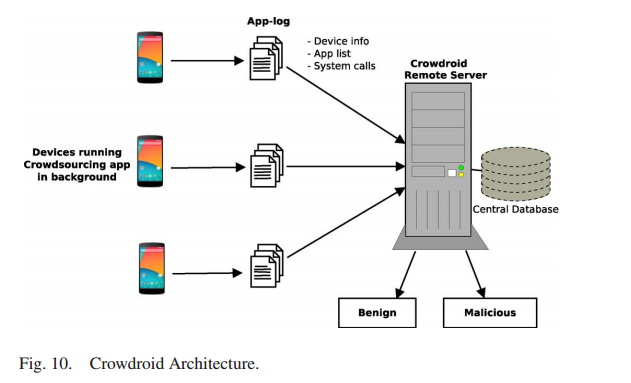 App-log
- Device info
- App list
- System calls
Crowdroid
Remote Server
Devices running
Crowdsourcing app
in background
Central Database
Benign
Malicious
Fig. 10. Crowdroid Architecture.